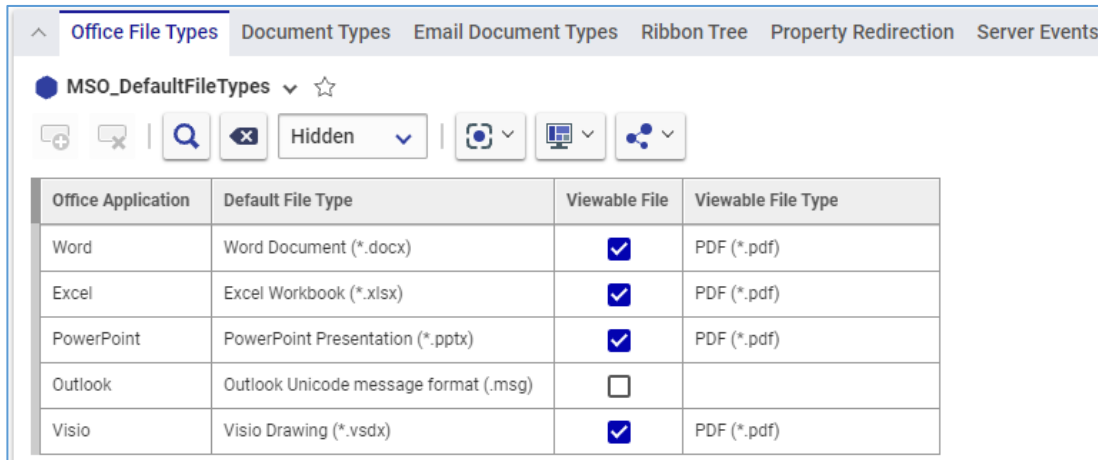 Office File Types Document Types Email Document Types Ribbon Tree Property Redirection Server Events
MSO_DefaultFileTypes
Hidden
Office Application Default File Type Viewable File Viewable File Type
Word Word Document (*.docx) PDF (*.pdf)
Excel Excel Workbook (*.xlsx) PDF (*.pdf)
PowerPoint PowerPoint Presentation (*.pptx) PDF (*.pdf)
Outlook Outlook Unicode message format (.msg)
Visio Visio Drawing (*.vsdx) PDF (*.pdf)